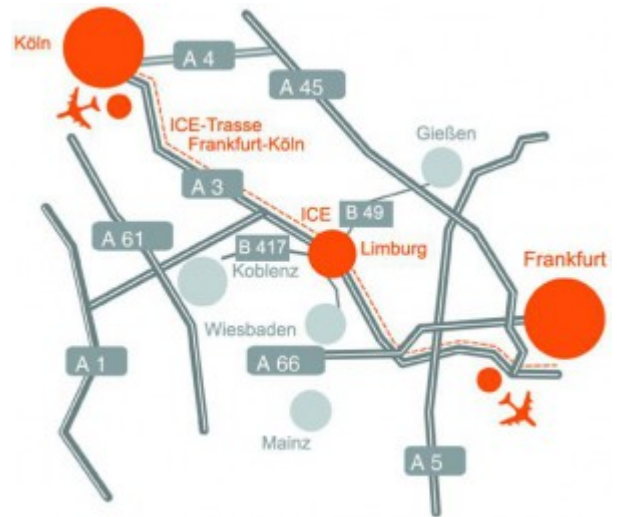 Köln
A 4
A 45
ICE-Trasse
Frankfurt-Köln
Gießen
A 3
ICE
B 49
A 61
B 417
Limburg
Koblenz
Frankfurt
Wiesbaden
A 1
A 66
Mainz
A 5